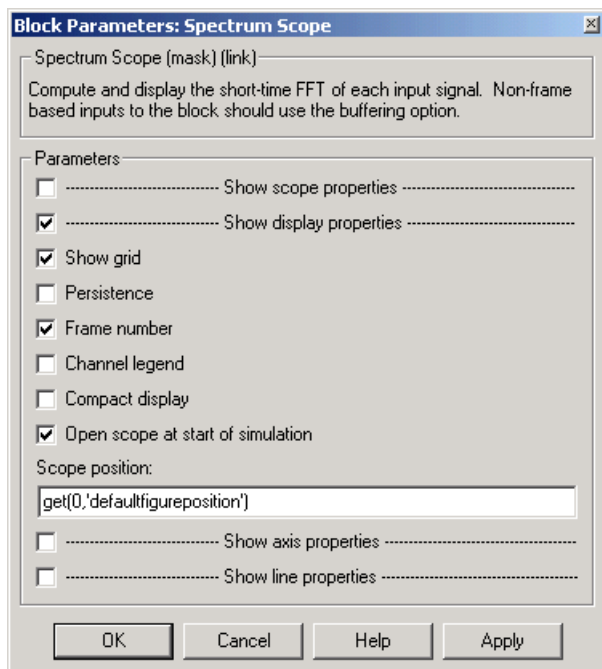 Block Parameters: Spectrum Scope
Spectrum Scope (mask) (link)
Compute and display the short-time FFT of each input signal. Non-frame
based inputs to the block should use the buffering option.
Parameters
------------------------------ Show scope properties -----------------------------------
------------------------------ Show display properties ---------------------------------
Show grid
Persistence
Frame number
Channel legend
Compact display
Open scope at start of simulation
Scope position:
get(0,'defaultfigureposition')
------------------------------ Show axis properties --------------------------------------
------------------------------ Show line properties --------------------------------------
OK
Cancel
Help
Apply